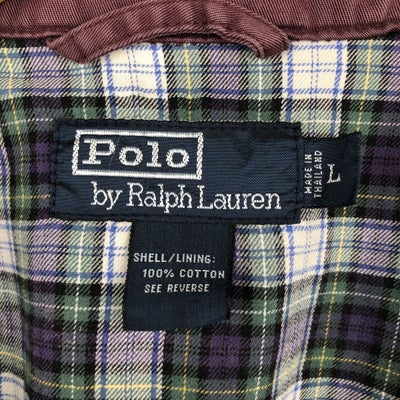 Polo
by Ralph Lauren
MADE IN
THAILAND
L
SHELL/LINING:
100% COTTON
SEE REVERSE